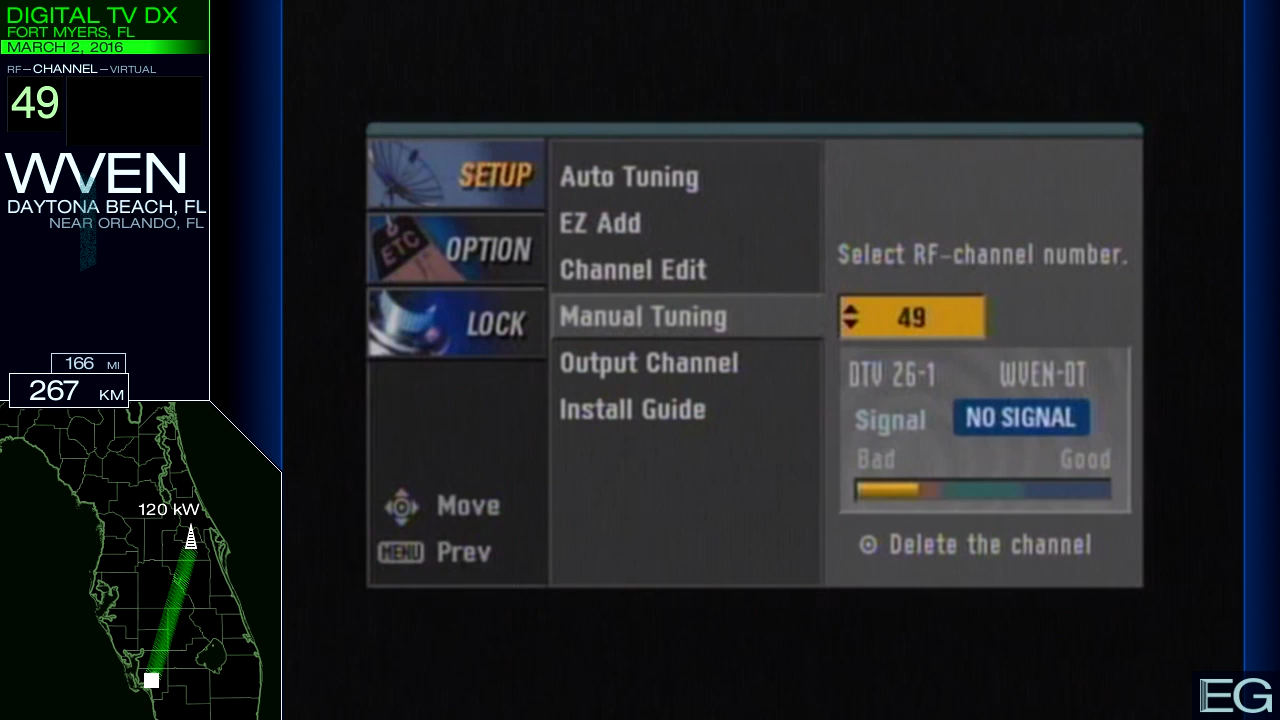 DIGITAL TV DX
FORT MYERS, FL
MARCH 2, 2016
RF–CHANNEL–VIRTUAL
49
WVEN
DAYTONA BEACH, FL
NEAR ORLANDO, FL
166 MI
267 KM
120 kW
SETUP
OPTION
ETC
LOCK
Move
MENU Prev
Auto Tuning
EZ Add
Channel Edit
Manual Tuning
Output Channel
Install Guide
Select RF-channel number.
49
DTV 26-1 WVEN-DT
Signal NO SIGNAL
Bad Good
Delete the channel
EG